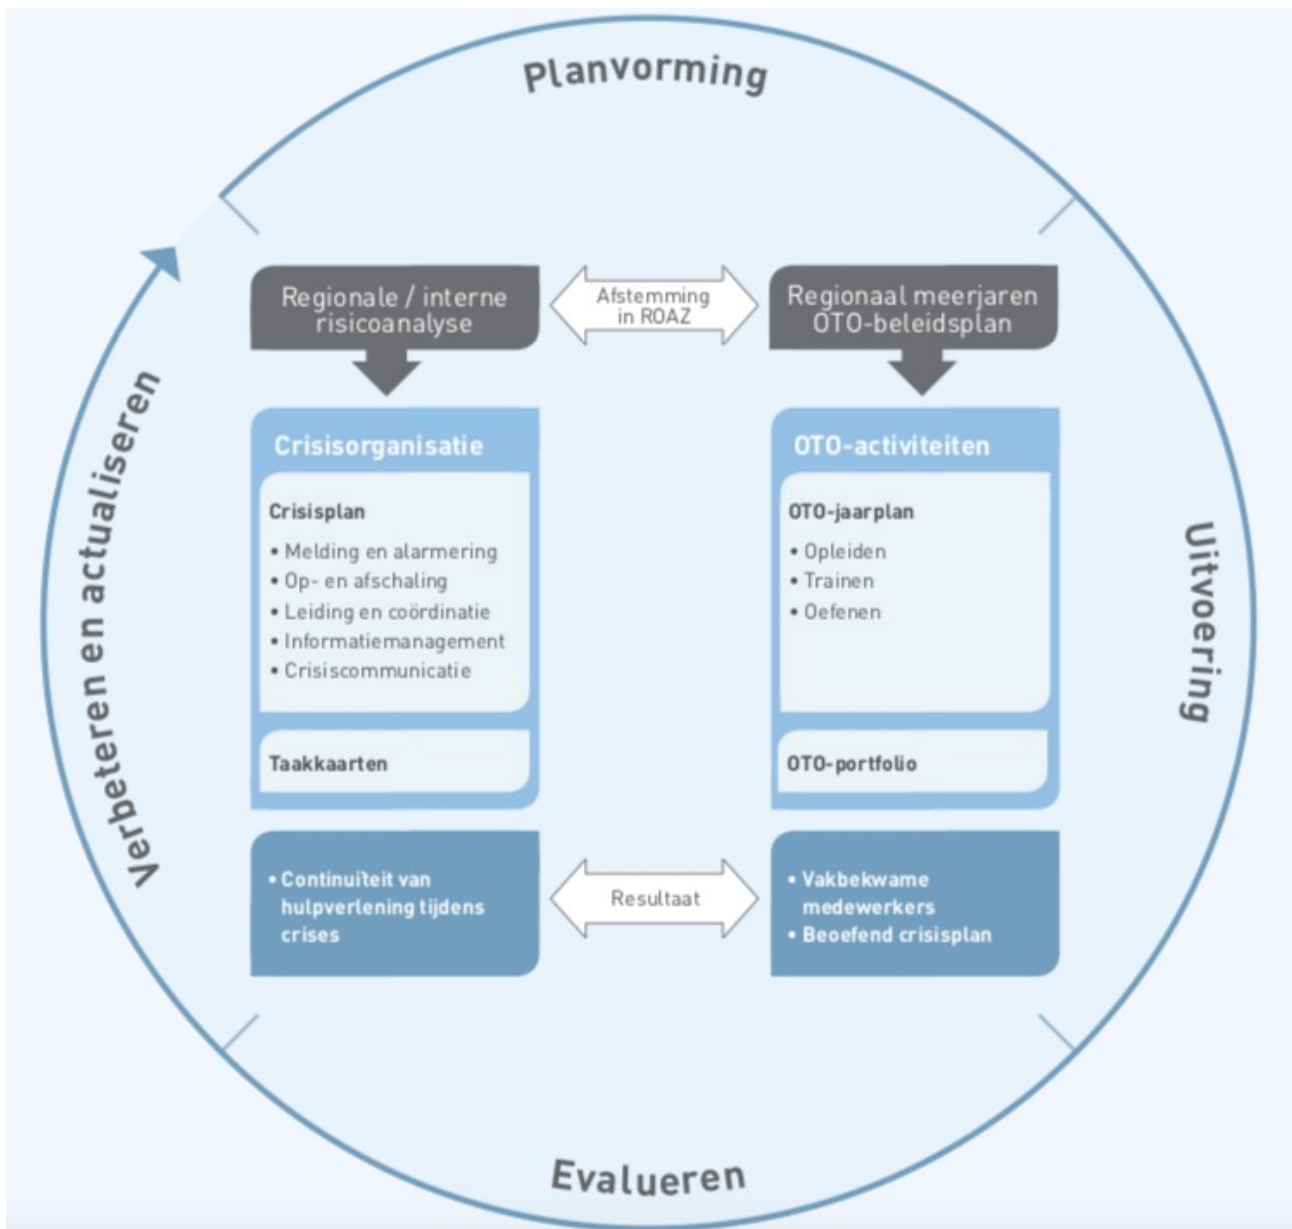 Planvorming
Regionale / interne
risicoanalyse
Afstemming
in ROAZ
Regionaal meerjaren
OTO-beleidsplan
Crisisorganisatie
Crisisplan
• Melding en alarmering
• Op- en afschaling
• Leiding en coördinatie
• Informatiemanagement
• Crisiscommunicatie
Taakkaarten
OTO-activiteiten
OTO-jaarplan
• Opleiden
• Trainen
• Oefenen
OTO-portfolio
• Continuïteit van
hulpverlening tijdens
crises
Resultaat
• Vakbekwame
medewerkers
• Beoefend crisisplan
Uitvoering
Evalueren
Verbeteren en actualiseren